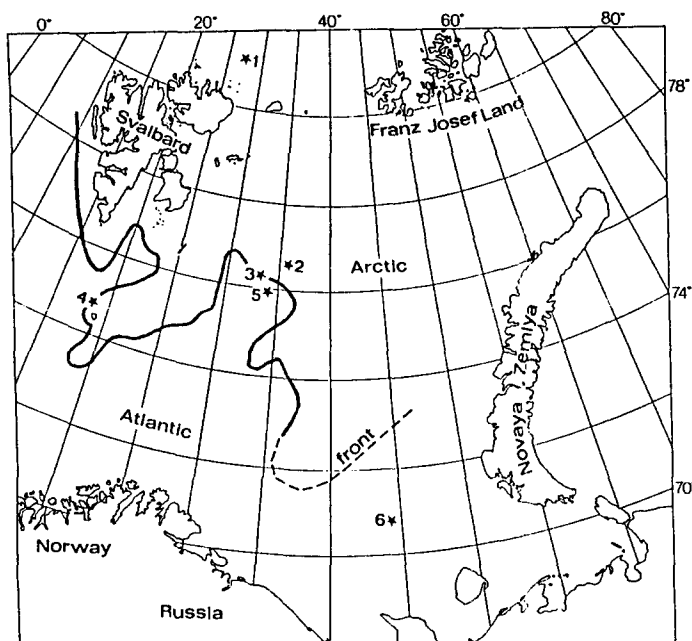 0°
20°
40°
60°
80°
1
78°
Svalbard
Franz Josef Land
3
2
Arctic
4
5
74°
Novaya Zemlya
Atlantic
front
70
6
Norway
Russia